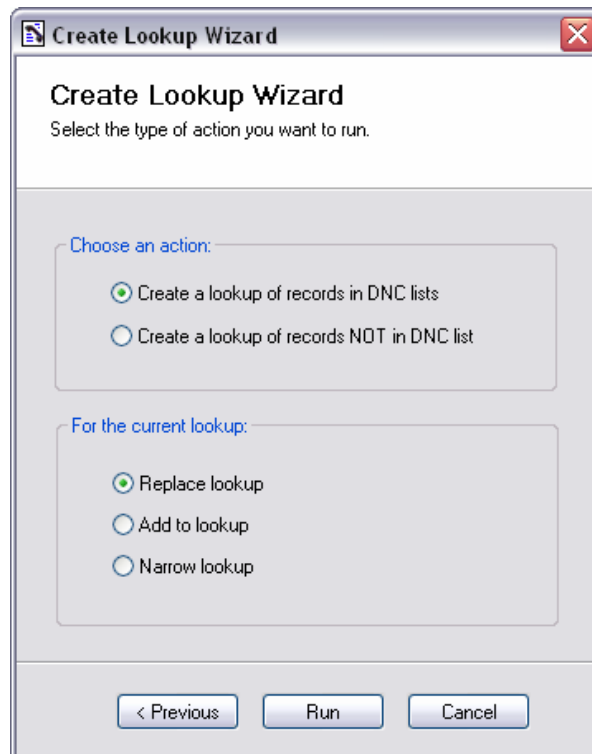 Create Lookup Wizard
Create Lookup Wizard
Select the type of action you want to run.
Choose an action:
Create a lookup of records in DNC lists
Create a lookup of records NOT in DNC list
For the current lookup:
Replace lookup
Add to lookup
Narrow lookup
< Previous Run Cancel